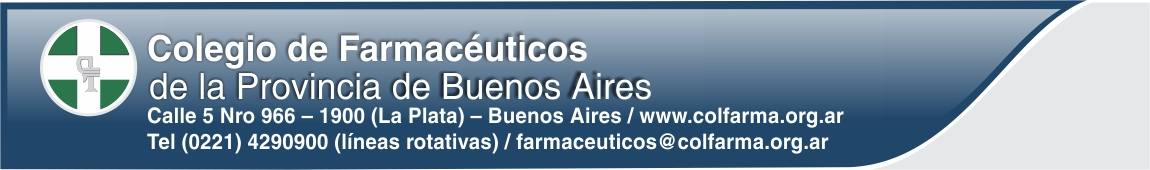 Colegio de Farmacéuticos
de la Provincia de Buenos Aires
Calle 5 Nro 966 – 1900 (La Plata) – Buenos Aires / www.colfarma.org.ar
Tel (0221) 4290900 (líneas rotativas) / farmaceuticos@colfarma.org.ar